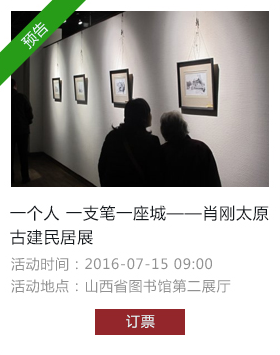 预告
一个人 一支笔一座城——肖刚太原
古建民居展
活动时间：2016-07-15 09:00
活动地点：山西省图书馆第二展厅
订票